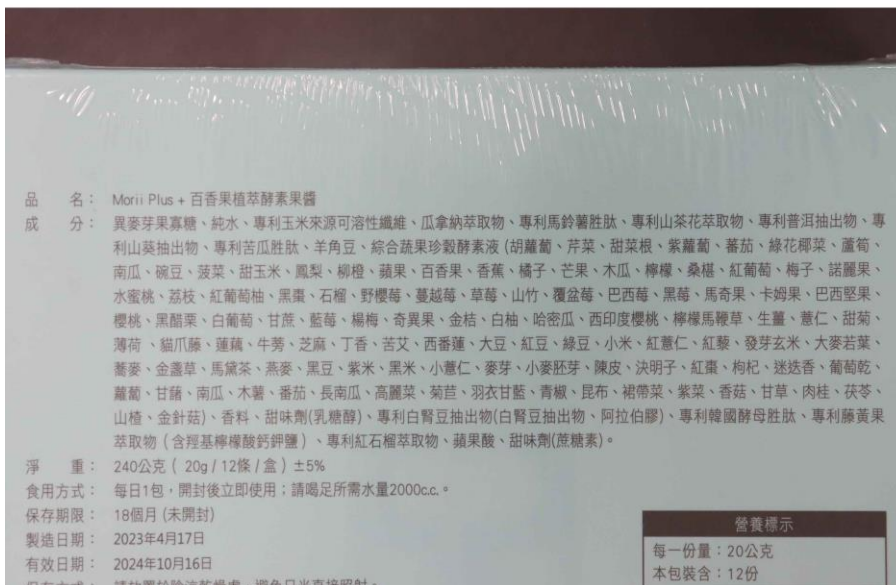 品名： Morii Plus + 百香果植萃酵素果醬
成分： 異麥芽果寡糖、純水、專利玉米來源可溶性纖維、瓜拿納萃取物、專利馬鈴薯胜肽、專利山茶花萃取物、專利普洱抽出物、專
利山葵抽出物、專利苦瓜胜肽、羊角豆、綜合蔬果珍穀酵素液 (胡蘿蔔、芹菜、甜菜根、紫蘿蔔、蕃茄、綠花椰菜、蘆筍、
南瓜、碗豆、菠菜、甜玉米、鳳梨、柳橙、蘋果、百香果、香蕉、橘子、芒果、木瓜、檸檬、桑椹、紅葡萄、梅子、諾麗果、
水蜜桃、荔枝、紅葡萄柚、黑棗、石榴、野櫻莓、蔓越莓、草莓、山竹、覆盆莓、巴西莓、黑莓、馬奇果、卡姆果、巴西堅果、
櫻桃、黑醋栗、白葡萄、甘蔗、藍莓、楊梅、奇異果、金桔、白柚、哈密瓜、西印度櫻桃、檸檬馬鞭草、生薑、薏仁、甜菊、
薄荷 、貓爪藤、蓮藕、牛蒡、芝麻、丁香、苦艾、西番蓮、大豆、紅豆、綠豆、小米、紅薏仁、紅藜、發芽玄米、大麥若葉、
蕎麥、金盞草、馬黛茶、燕麥、黑豆、紫米、黑米、小薏仁、麥芽、小麥胚芽、陳皮、決明子、紅棗、枸杞、迷迭香、葡萄乾、
蘿蔔、甘藷、南瓜、木薯、番茄、長南瓜、高麗菜、菊苣、羽衣甘藍、青椒、昆布、裙帶菜、紫菜、香菇、甘草、肉桂、茯苓、
山楂、金針菇)、香料、甜味劑(乳糖醇)、專利白腎豆抽出物(白腎豆抽出物、阿拉伯膠)、專利韓國酵母胜肽、專利藤黃果
萃取物 ( 含羥基檸檬酸鈣鉀鹽 ) 、專利紅石榴萃取物、蘋果酸、甜味劑(蔗糖素)。
淨重： 240公克 ( 20g / 12條 / 盒 ) ±5%
食用方式： 每日1包，開封後立即使用；請喝足所需水量2000c.c.。
保存期限： 18個月 (未開封)
製造日期： 2023年4月17日
有效日期： 2024年10月16日
保存方式： 請放置於陰涼乾燥處，避免日光直接照射。
營養標示
每一份量：20公克
本包裝含：12份